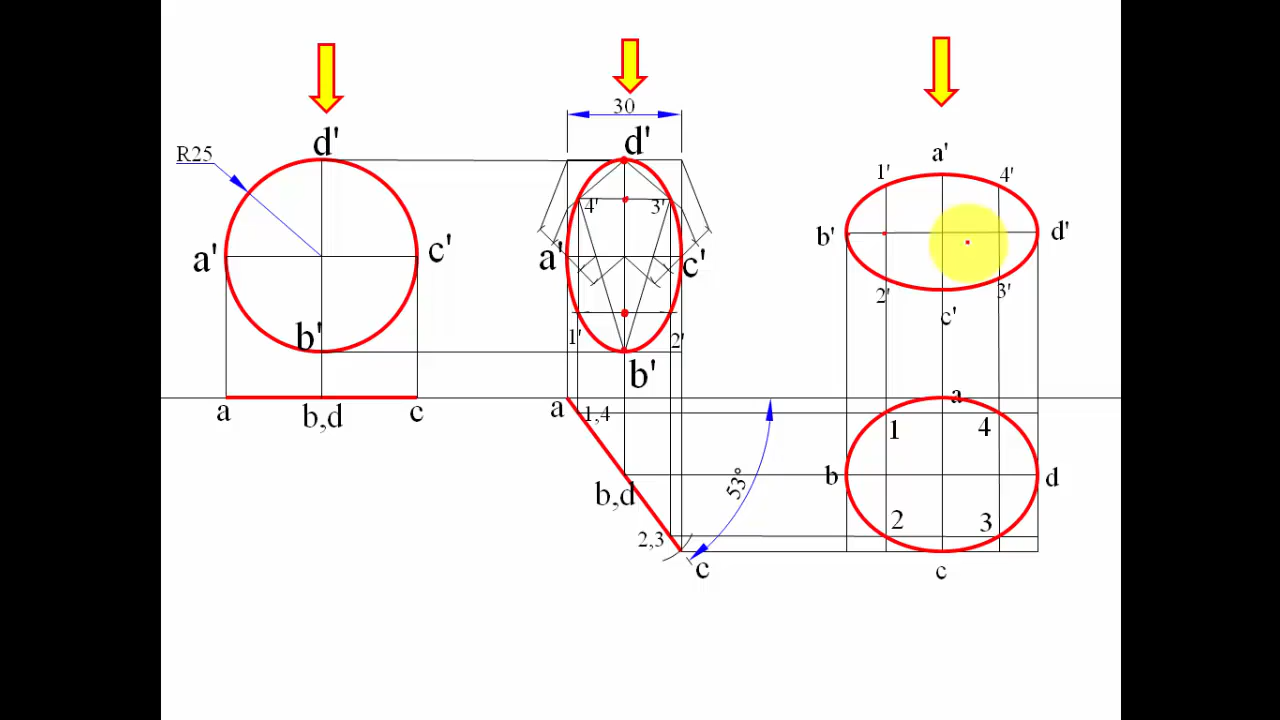 30
d'
d'
a'
R25
1'
4'
4'
3'
a'
c'
a'
c'
b'
d'
2'
3'
c'
b'
1'
2'
b'
a
a
b,d
c
a
1,4
1
4
53°
b
d
b,d
2
3
2,3
c
c